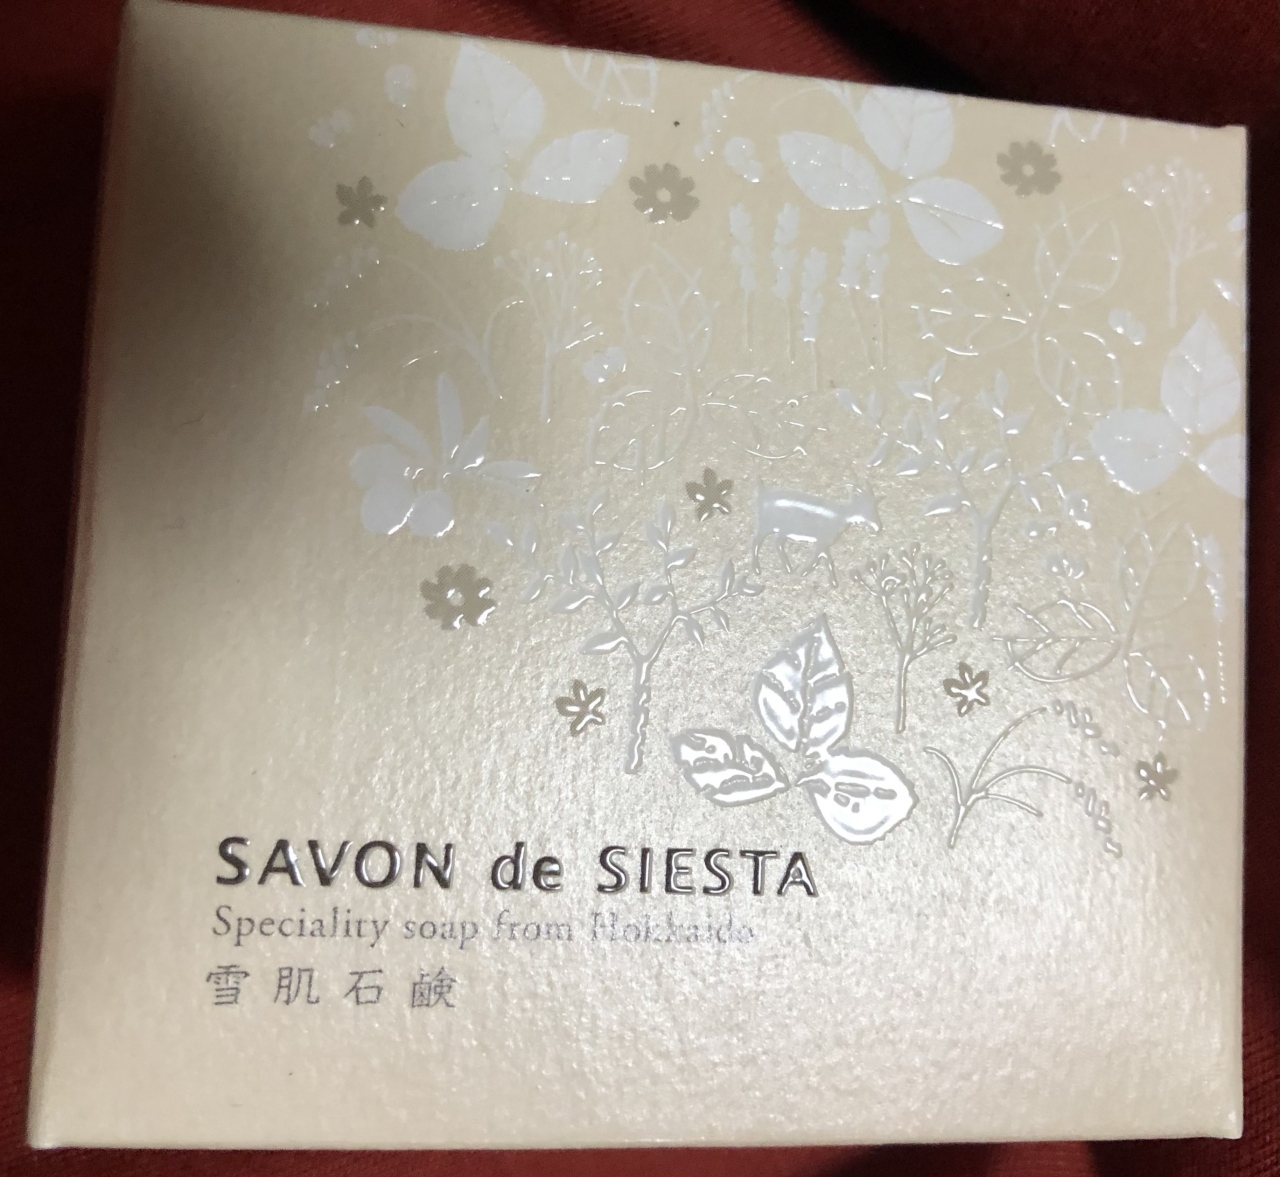 SAVON de SIESTA
Speciality soap from Hokkaido
雪肌石鹸